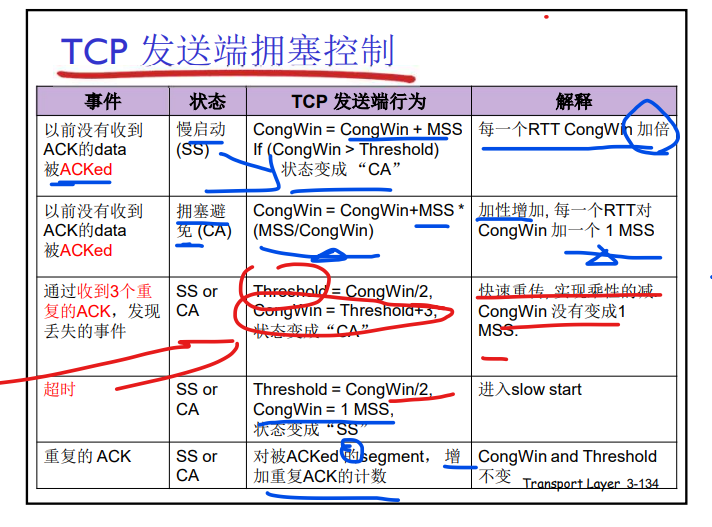 TCP 发送端拥塞控制
事件 状态 TCP 发送端行为 解释
以前没有收到 慢启动 CongWin = CongWin + MSS 每一个RTT CongWin 加倍
ACK的data (SS) If (CongWin > Threshold)
被ACKed 状态变成“CA”
以前没有收到 拥塞避 CongWin = CongWin+MSS * 加性增加, 每一个RTT对
ACK的data 免 (CA) (MSS/CongWin) CongWin 加一个 1 MSS
被ACKed
通过收到3个重 SS or Threshold = CongWin/2, 快速重传, 实现乘性的减
复的ACK，发现 CA CongWin = Threshold+3, CongWin 没有变成1
丢失的事件 状态变成“CA” MSS.
超时 SS or Threshold = CongWin/2, 进入slow start
CA CongWin = 1 MSS,
状态变成“SS”
重复的 ACK SS or 对被ACKed 的segment， 增 CongWin and Threshold
CA 加重复ACK的计数 不变
Transport Layer 3-134